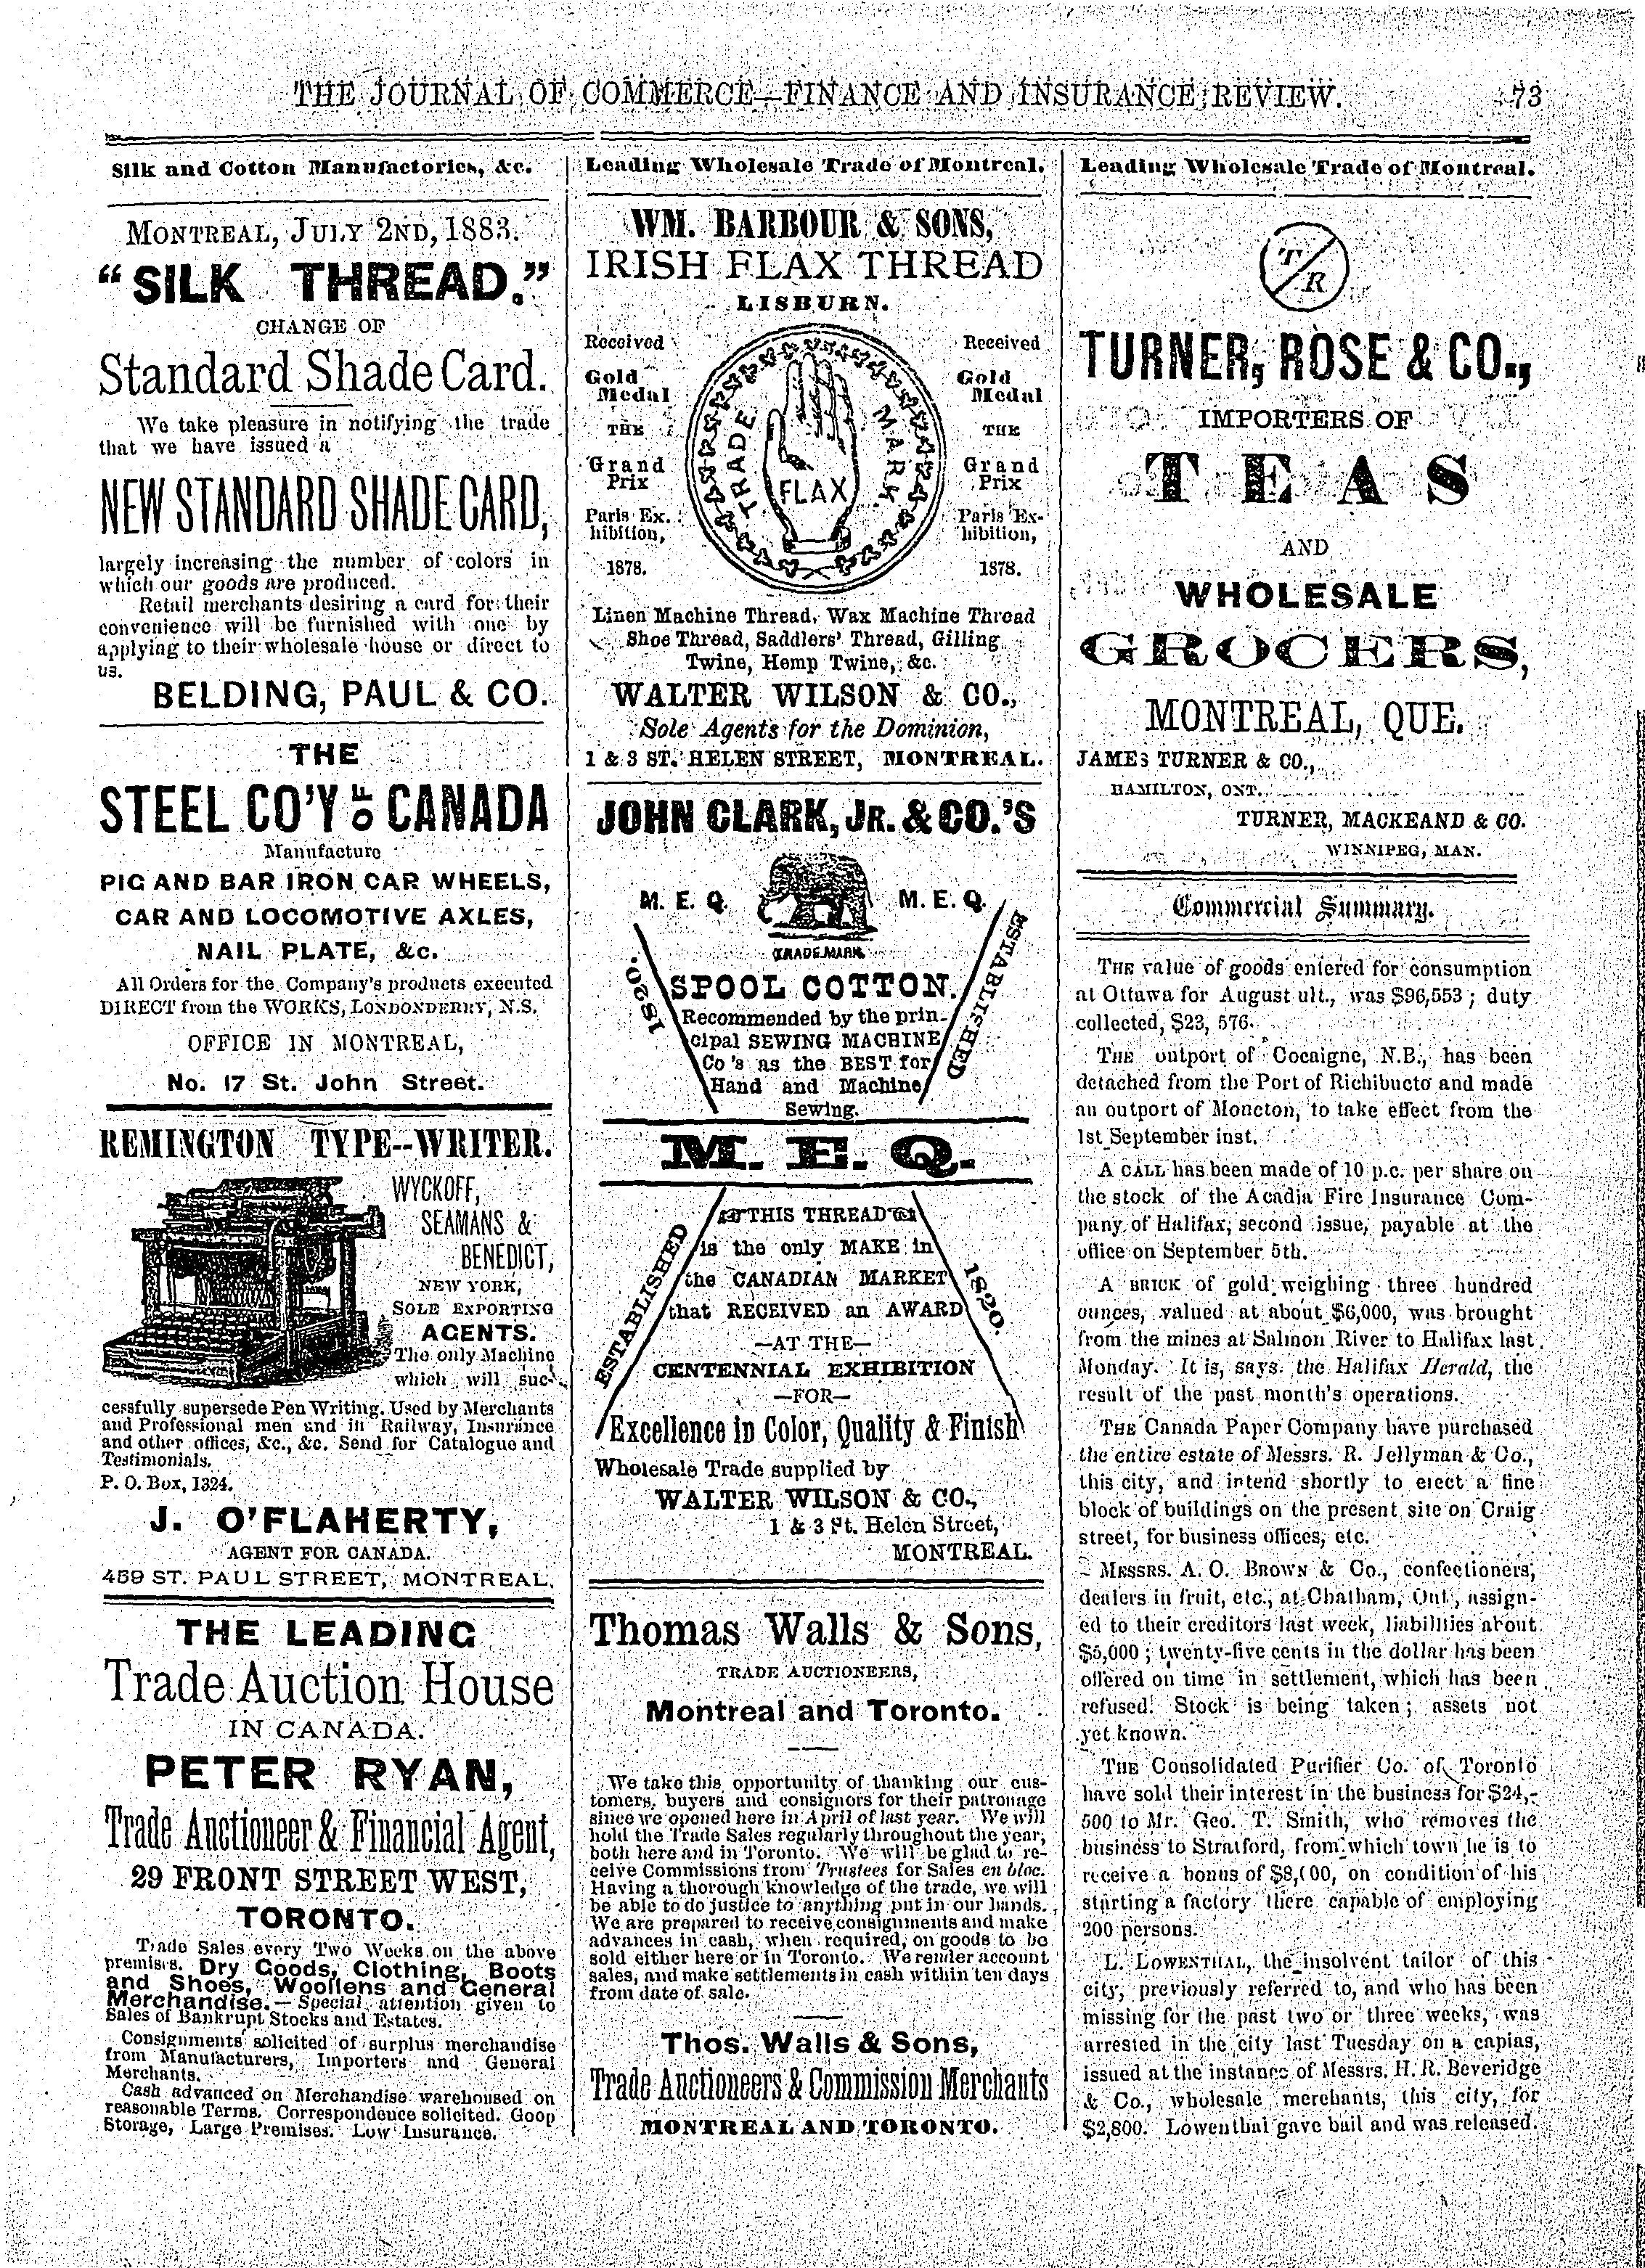 THE JOURNAL OF COMMERCE—FINANCE AND INSURANCE REVIEW. 73
Silk and Cotton Manufactories, &c.
MONTREAL, JULY 2ND, 1883.
"SILK THREAD."
CHANGE OF
Standard Shade Card.
We take pleasure in notifying the trade
that we have issued a
NEW STANDARD SHADE CARD,
largely increasing the number of colors in
which our goods are produced.
Retail merchants desiring a card for their
convenience will be furnished with one by
applying to their wholesale house or direct to
us.
BELDING, PAUL & CO.
THE
STEEL CO'Y OF CANADA
Manufacture
PIG AND BAR IRON CAR WHEELS,
CAR AND LOCOMOTIVE AXLES,
NAIL PLATE, &c.
All Orders for the Company's products executed
DIRECT from the WORKS, LONDONDERRY, N.S.
OFFICE IN MONTREAL,
No. 17 St. John Street.
REMINGTON TYPE--WRITER.
WYCKOFF,
SEAMANS &
BENEDICT,
NEW YORK,
SOLE EXPORTING
AGENTS.
The only Machine
which will suc-
cessfully supersede Pen Writing. Used by Merchants
and Professional men and in Railway, Insurance
and other offices, &c., &c. Send for Catalogue and
Testimonials.
P. O. Box, 1324.
J. O'FLAHERTY,
AGENT FOR CANADA.
459 ST. PAUL STREET, MONTREAL.
THE LEADING
Trade Auction House
IN CANADA.
PETER RYAN,
Trade Auctioneer & Financial Agent,
29 FRONT STREET WEST,
TORONTO.
Trade Sales every Two Weeks on the above
premises. Dry Goods, Clothing, Boots
and Shoes, Woollens and General
Merchandise.— Special attention given to
Sales of Bankrupt Stocks and Estates.
Consignments solicited of surplus merchandise
from Manufacturers, Importers and General
Merchants.
Cash advanced on Merchandise warehoused on
reasonable Terms. Correspondence solicited. Goop
Storage, Large Premises. Low Insurance.
Leading Wholesale Trade of Montreal.
WM. BARBOUR & SONS,
IRISH FLAX THREAD
LISBURN.
Received
Gold
Medal
THE
Grand
Prix
Paris Ex-
hibition,
1878.
TRADE MARK.
FLAX
Received
Gold
Medal
THE
Grand
Prix
Paris Ex-
hibition,
1878.
Linen Machine Thread, Wax Machine Thread
Shoe Thread, Saddlers' Thread, Gilling
Twine, Hemp Twine, &c.
WALTER WILSON & CO.,
Sole Agents for the Dominion,
1 & 3 ST. HELEN STREET, MONTREAL.
JOHN CLARK, JR. & CO.'S
M. E. Q. M. E. Q.
TRADE MARK
ESTABLISHED 1820.
SPOOL COTTON.
Recommended by the prin-
cipal SEWING MACHINE
Co's as the BEST for
Hand and Machine
Sewing.
M. E. Q.
ESTABLISHED 1820.
THIS THREAD
is the only MAKE in
the CANADIAN MARKET
that RECEIVED an AWARD
—AT THE—
CENTENNIAL EXHIBITION
—FOR—
Excellence in Color, Quality & Finish
Wholesale Trade supplied by
WALTER WILSON & CO.,
1 & 3 St. Helen Street,
MONTREAL.
Thomas Walls & Sons,
TRADE AUCTIONEERS,
Montreal and Toronto.
We take this opportunity of thanking our cus-
tomers, buyers and consignors for their patronage
since we opened here in April of last year. We will
hold the Trade Sales regularly throughout the year,
both here and in Toronto. We will be glad to re-
ceive Commissions from Trustees for Sales en bloc.
Having a thorough knowledge of the trade, we will
be able to do justice to anything put in our hands.
We are prepared to receive consignments and make
advances in cash, when required, on goods to be
sold either here or in Toronto. We render account
sales, and make settlements in cash within ten days
from date of sale.
Thos. Walls & Sons,
Trade Auctioneers & Commission Merchants
MONTREAL AND TORONTO.
Leading Wholesale Trade of Montreal.
T/R
TURNER, ROSE & CO.,
IMPORTERS OF
TEAS
AND
WHOLESALE
GROCERS,
MONTREAL, QUE.
JAMES TURNER & CO.,
HAMILTON, ONT.
TURNER, MACKEAND & CO.
WINNIPEG, MAN.
Commercial Summary.
THE value of goods entered for consumption
at Ottawa for August ult., was $96,553; duty
collected, $23, 576.
THE outport of Cocaigne, N.B., has been
detached from the Port of Richibucto and made
an outport of Moncton, to take effect from the
1st September inst.
A CALL has been made of 10 p.c. per share on
the stock of the Acadia Fire Insurance Com-
pany of Halifax, second issue, payable at the
office on September 5th.
A BRICK of gold weighing three hundred
ounces, valued at about $6,000, was brought
from the mines at Salmon River to Halifax last
Monday. It is, says the Halifax Herald, the
result of the past month's operations.
THE Canada Paper Company have purchased
the entire estate of Messrs. R. Jellyman & Co.,
this city, and intend shortly to erect a fine
block of buildings on the present site on Craig
street, for business offices, etc.
MESSRS. A. O. BROWN & Co., confectioners,
dealers in fruit, etc., at Chatham, Ont., assign-
ed to their creditors last week, liabilities about
$5,000; twenty-five cents in the dollar has been
offered on time in settlement, which has been
refused. Stock is being taken; assets not
yet known.
THE Consolidated Purifier Co. of Toronto
have sold their interest in the business for $24,-
500 to Mr. Geo. T. Smith, who removes the
business to Stratford, from which town he is to
receive a bonus of $8,000, on condition of his
starting a factory there capable of employing
200 persons.
L. LOWENTHAL, the insolvent tailor of this
city, previously referred to, and who has been
missing for the past two or three weeks, was
arrested in the city last Tuesday on a capias,
issued at the instance of Messrs. H. R. Beveridge
& Co., wholesale merchants, this city, for
$2,800. Lowenthal gave bail and was released.